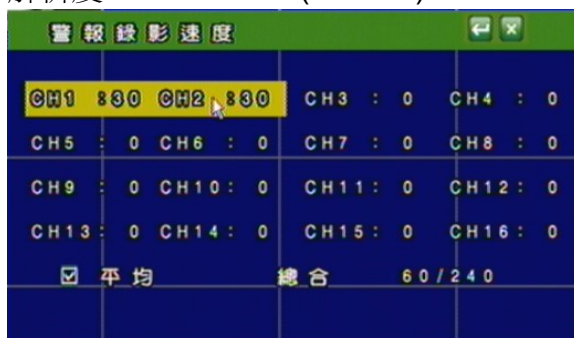 警報錄影速度
CH1 :30 CH2 :30 CH3 : 0 CH4 : 0
CH5 : 0 CH6 : 0 CH7 : 0 CH8 : 0
CH9 : 0 CH10: 0 CH11: 0 CH12: 0
CH13: 0 CH14: 0 CH15: 0 CH16: 0
平均 總合 60/240